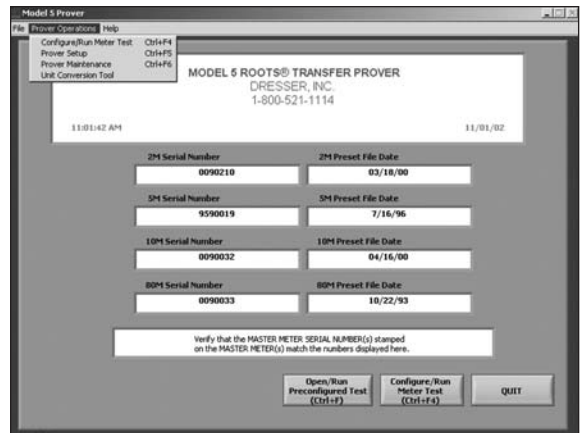 Model 5 Prover
File Prover Operations Help
Configure/Run Meter Test Ctrl+F4
Prover Setup Ctrl+F5
Prover Maintenance Ctrl+F6
Unit Conversion Tool
MODEL 5 ROOTS® TRANSFER PROVER
DRESSER, INC.
1-800-521-1114
11:01:42 AM 11/01/02
2M Serial Number 2M Preset File Date
0090210 03/18/00
5M Serial Number 5M Preset File Date
9590019 7/16/96
10M Serial Number 10M Preset File Date
0090032 04/16/00
80M Serial Number 80M Preset File Date
0090033 10/22/93
Verify that the MASTER METER SERIAL NUMBER(s) stamped
on the MASTER METER(s) match the numbers displayed here.
Open/Run
Preconfigured Test
(Ctrl+F)
Configure/Run
Meter Test
(Ctrl+F4)
QUIT